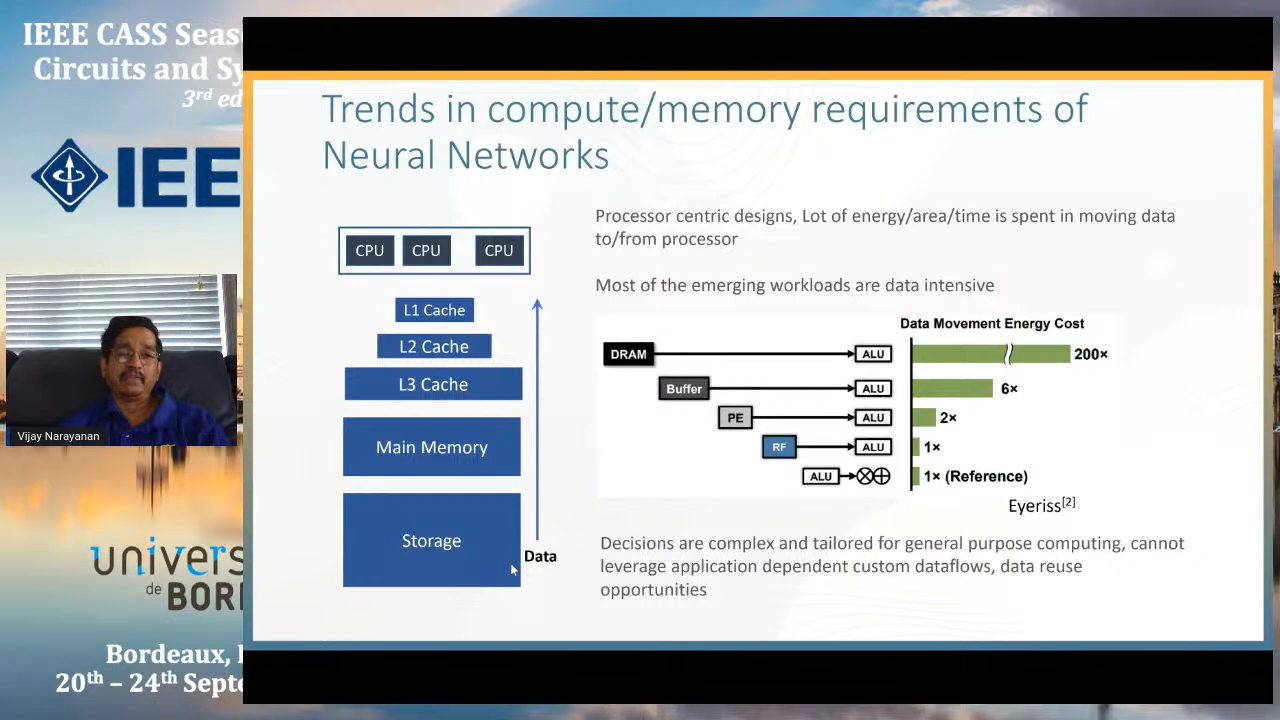 IEEE CASS Seas
Circuits and Sy
3rd ed
IEE
Vijay Narayanan
univers
de BOR
Bordeaux,
20th – 24th Septe
Trends in compute/memory requirements of
Neural Networks
CPU CPU CPU
L1 Cache
L2 Cache
L3 Cache
Main Memory
Storage
Data
Processor centric designs, Lot of energy/area/time is spent in moving data
to/from processor
Most of the emerging workloads are data intensive
Data Movement Energy Cost
DRAM ALU 200×
Buffer ALU 6×
PE ALU 2×
RF ALU 1×
ALU 1× (Reference)
Eyeriss[2]
Decisions are complex and tailored for general purpose computing, cannot
leverage application dependent custom dataflows, data reuse
opportunities